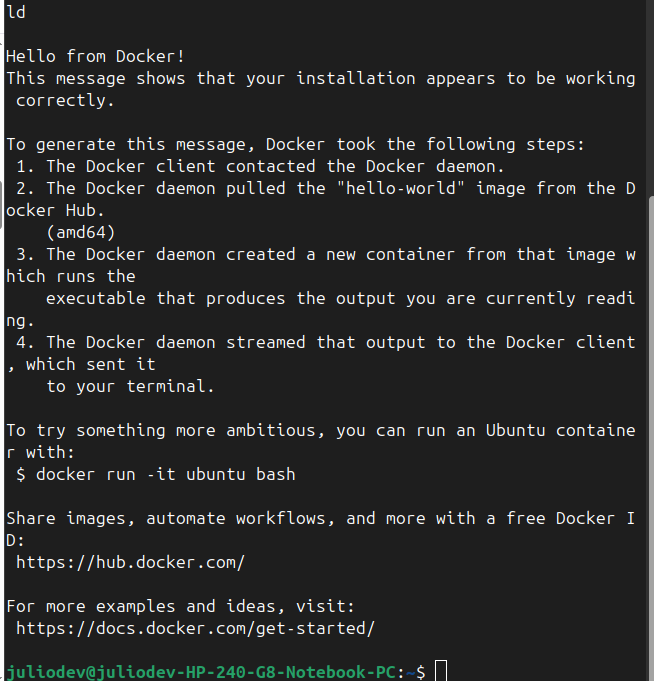 ld
Hello from Docker!
This message shows that your installation appears to be working
 correctly.
To generate this message, Docker took the following steps:
 1. The Docker client contacted the Docker daemon.
 2. The Docker daemon pulled the "hello-world" image from the D
ocker Hub.
    (amd64)
 3. The Docker daemon created a new container from that image w
hich runs the
    executable that produces the output you are currently readi
ng.
 4. The Docker daemon streamed that output to the Docker client
, which sent it
    to your terminal.
To try something more ambitious, you can run an Ubuntu containe
r with:
 $ docker run -it ubuntu bash
Share images, automate workflows, and more with a free Docker I
D:
 https://hub.docker.com/
For more examples and ideas, visit:
 https://docs.docker.com/get-started/
juliodev@juliodev-HP-240-G8-Notebook-PC:~$